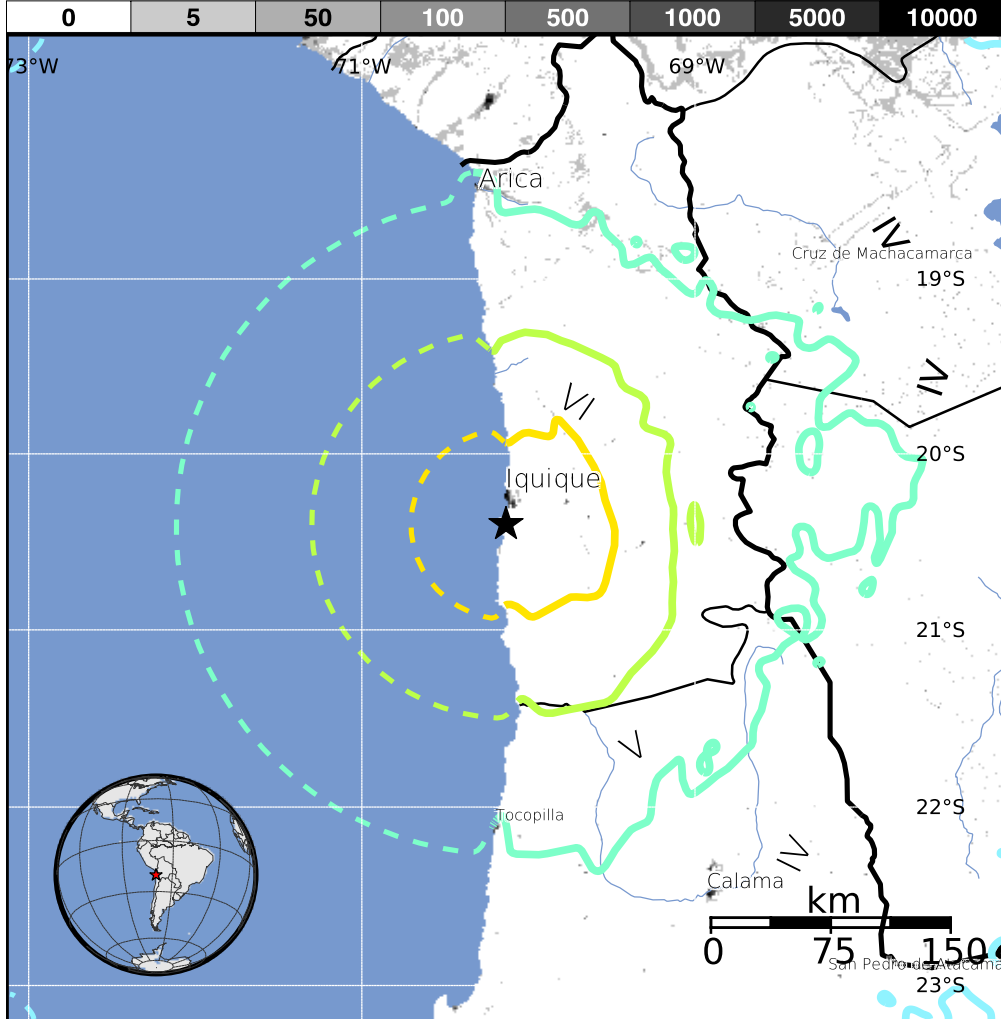 0 5 50 100 500 1000 5000 10000
73°W 71°W 69°W
Arica
IV
Cruz de Machacamarca
19°S
IV
VI
20°S
Iquique
21°S
V
22°S
Tocopilla
IV
Calama
km
0 75 150
San Pedro de Atacama
23°S